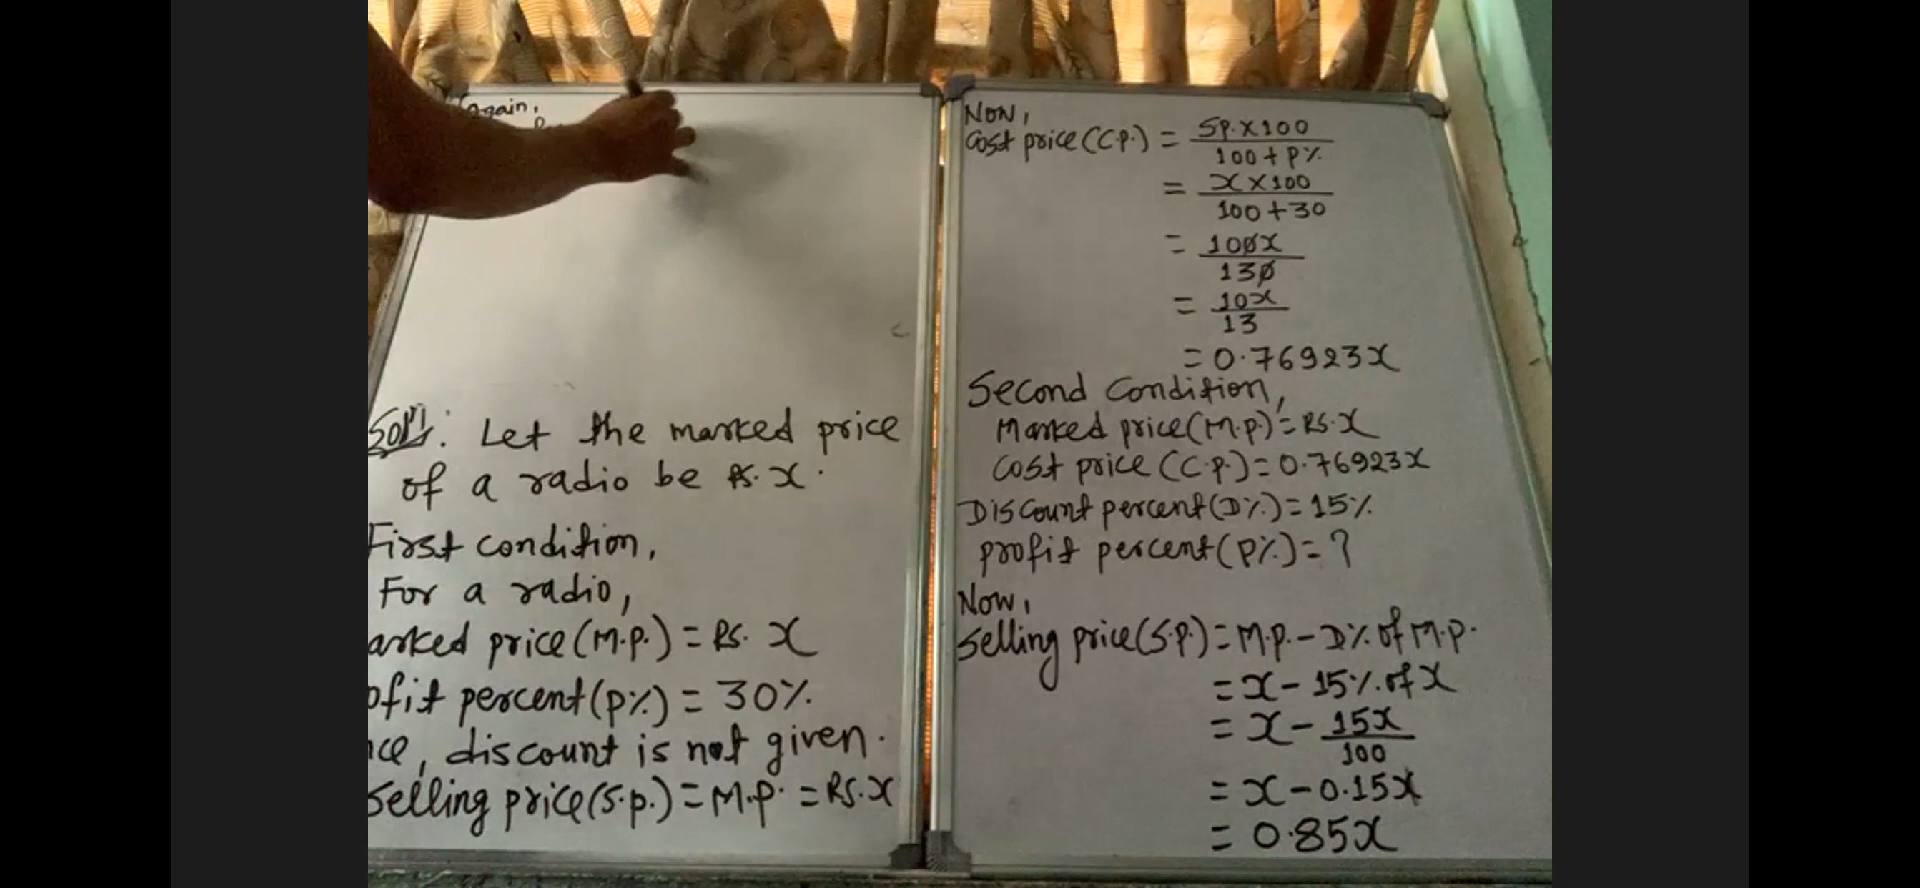 Again,
Soln: Let the marked price
of a radio be Rs. x.
First condition,
For a radio,
arked price (M.p.) = Rs. x
ofit percent (p%) = 30%
nce, discount is not given.
Selling price (S.p.) = M.p. = Rs. x
Now,
Cost price (C.P.) = SP. × 100 / 100 + P%
= x × 100 / 100 + 30
= 100x / 130
= 10x / 13
= 0.76923x
Second Condition,
Marked price (M.p) = Rs. x
Cost price (C.p.) = 0.76923x
Discount percent (D%) = 15%
profit percent (P%) = ?
Now,
Selling price (S.P.) = M.p. - D% of M.p.
= x - 15% of x
= x - 15x / 100
= x - 0.15x
= 0.85x